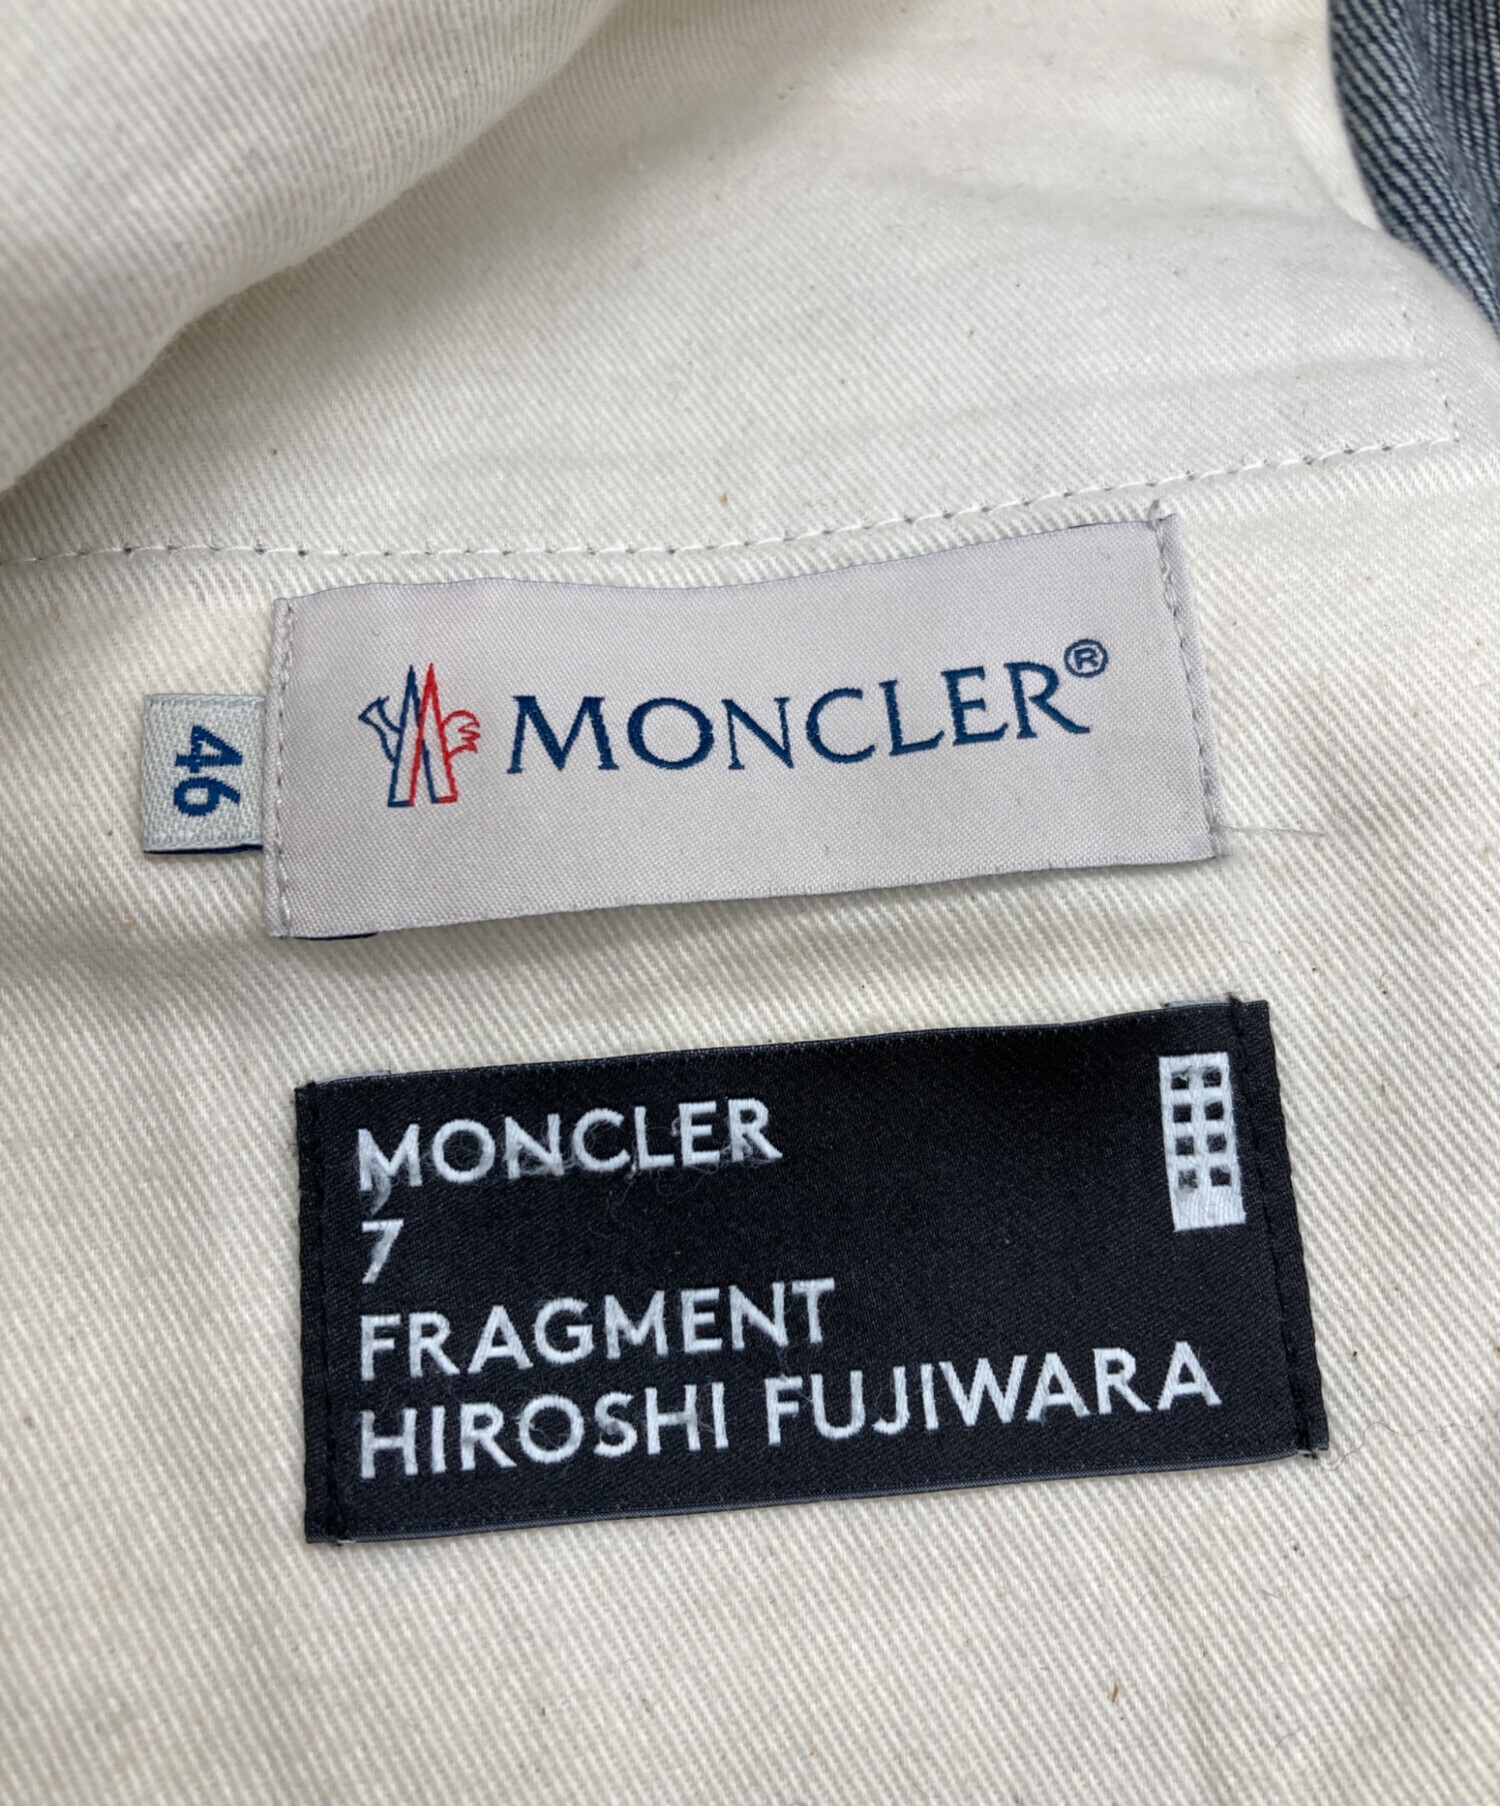 46
MONCLER®
MONCLER
7
FRAGMENT
HIROSHI FUJIWARA